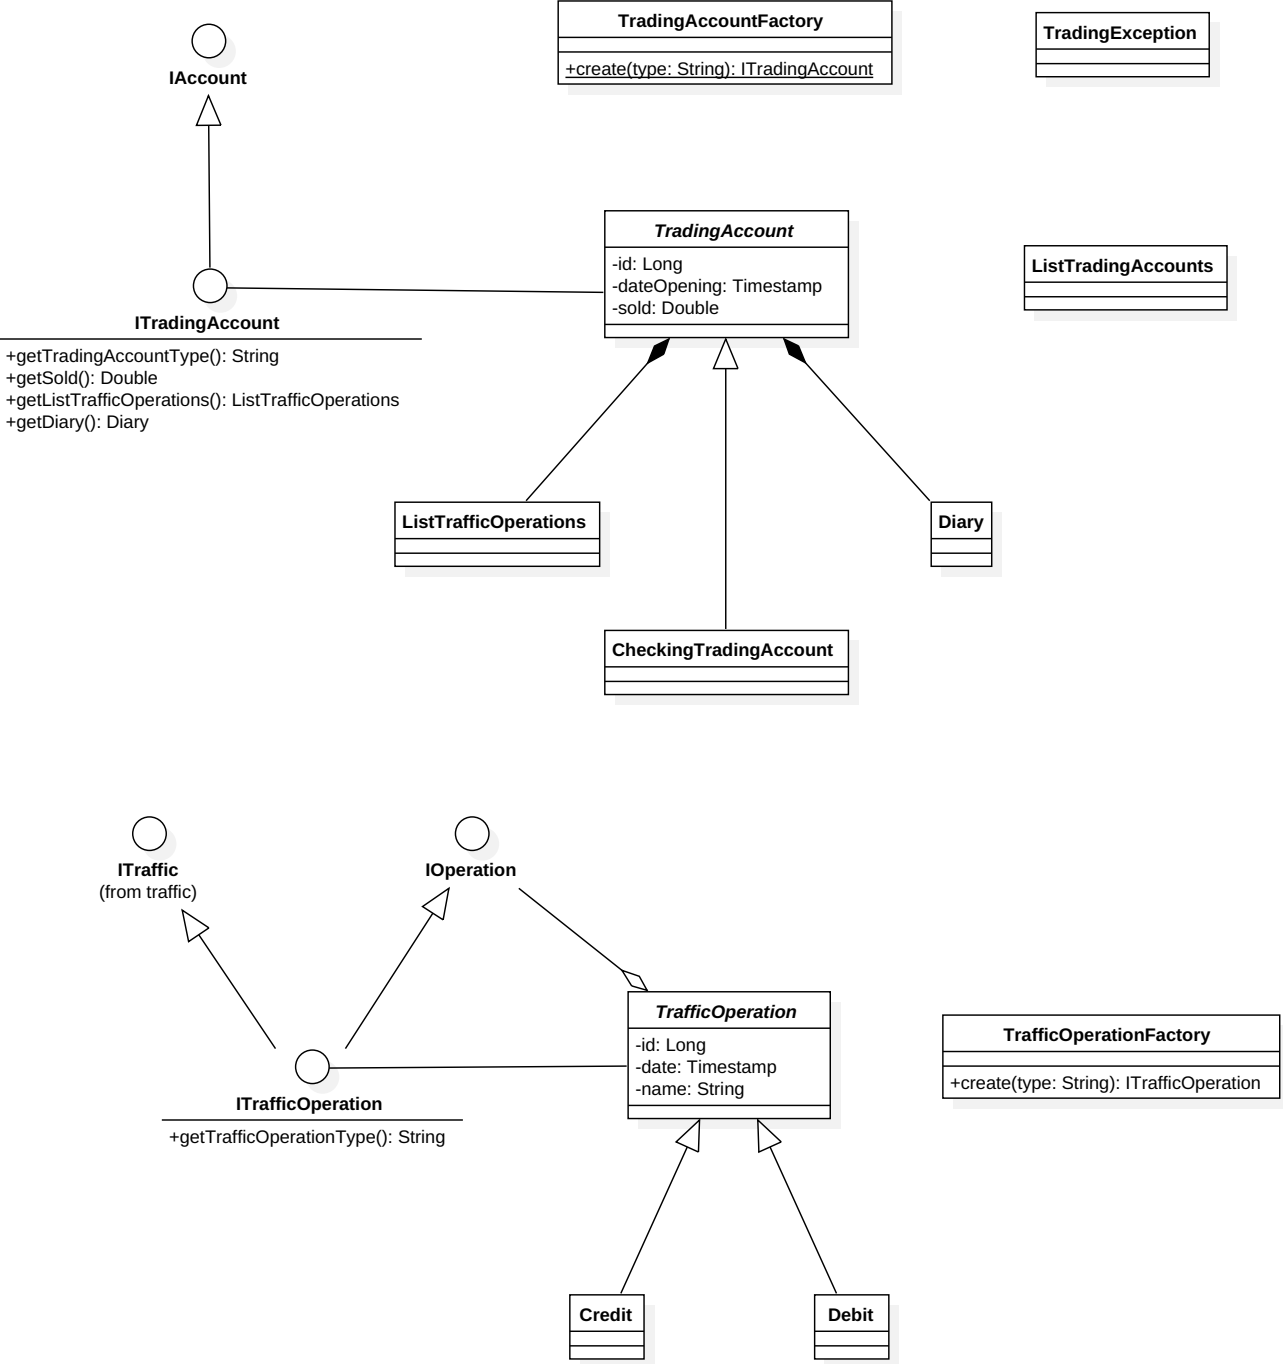 TradingAccountFactory
+create(type: String): ITradingAccount
TradingException
IAccount
TradingAccount
-id: Long
-dateOpening: Timestamp
-sold: Double
ListTradingAccounts
ITradingAccount
+getTradingAccountType(): String
+getSold(): Double
+getListTrafficOperations(): ListTrafficOperations
+getDiary(): Diary
ListTrafficOperations
Diary
CheckingTradingAccount
ITraffic
(from traffic)
IOperation
TrafficOperation
-id: Long
-date: Timestamp
-name: String
TrafficOperationFactory
+create(type: String): ITrafficOperation
ITrafficOperation
+getTrafficOperationType(): String
Credit
Debit